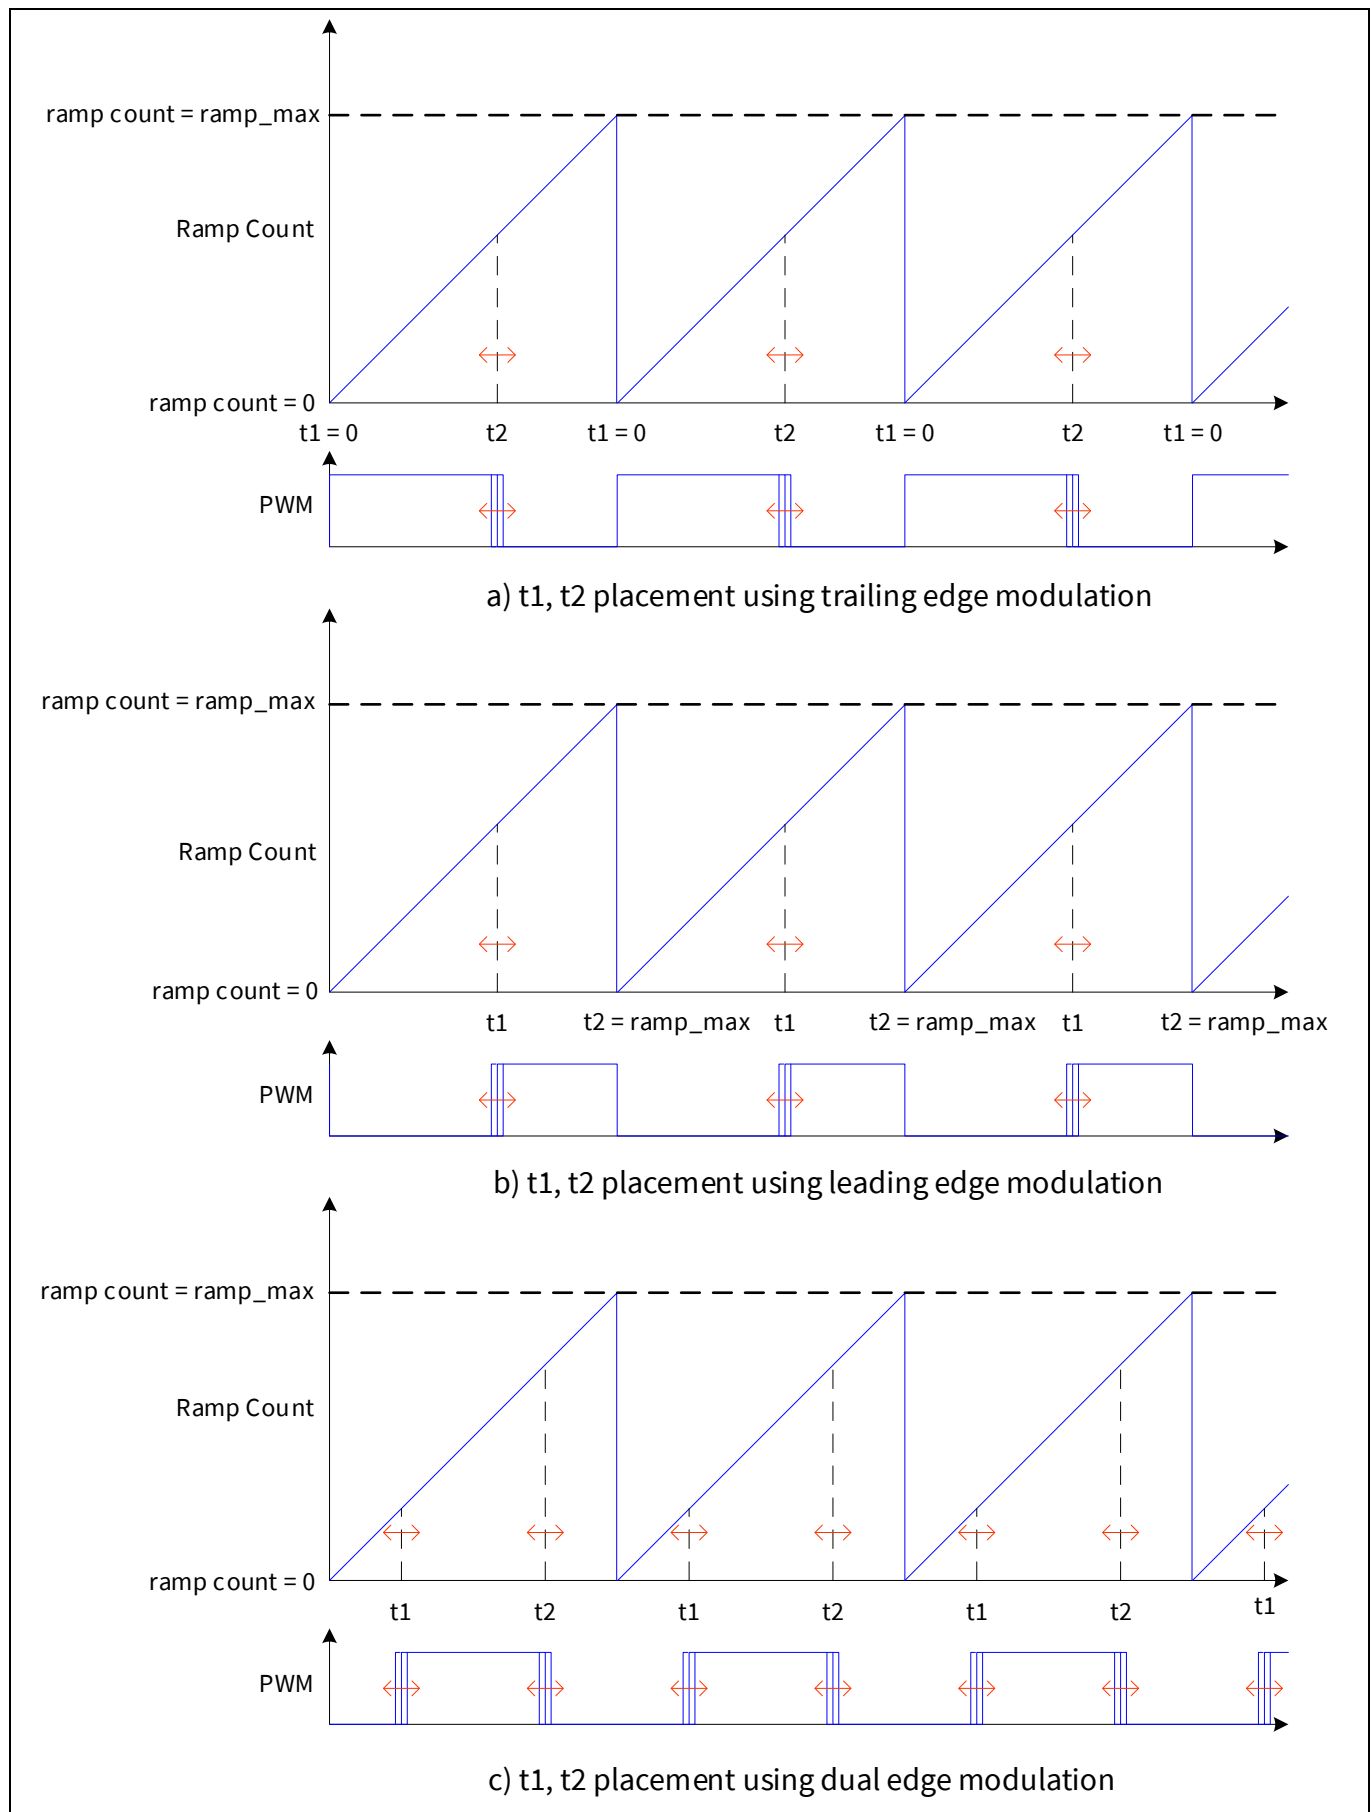 ramp count = ramp_max
Ramp Count
ramp count = 0
t1 = 0 t2 t1 = 0 t2 t1 = 0 t2 t1 = 0
PWM
a) t1, t2 placement using trailing edge modulation
ramp count = ramp_max
Ramp Count
ramp count = 0
t1 t2 = ramp_max t1 t2 = ramp_max t1 t2 = ramp_max
PWM
b) t1, t2 placement using leading edge modulation
ramp count = ramp_max
Ramp Count
ramp count = 0
t1 t2 t1 t2 t1 t2 t1
PWM
c) t1, t2 placement using dual edge modulation